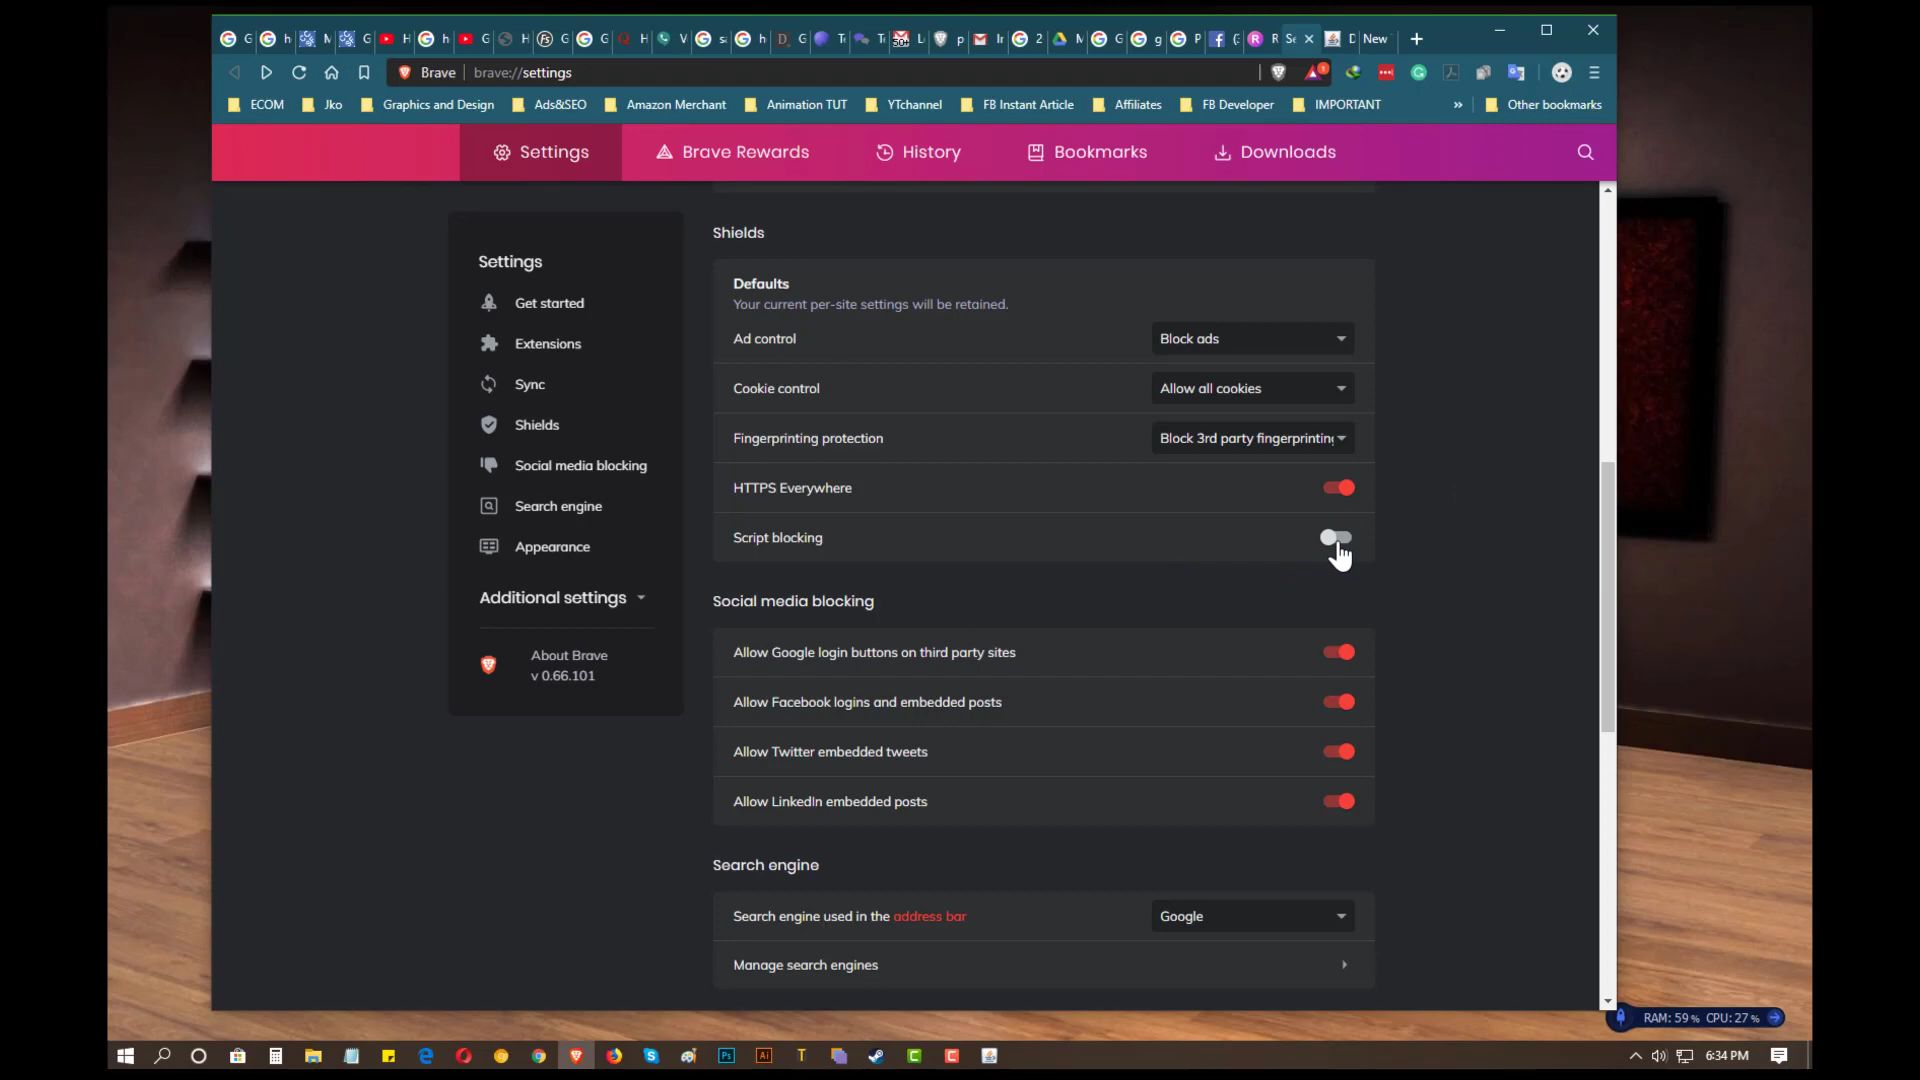 G G h M G H h G H F G G H V G s G h D T T 50+ L p I G 2 M G G g G P (: R Se D New
Brave brave://settings
ECOM Jko Graphics and Design Ads&SEO Amazon Merchant Animation TUT YTchannel FB Instant Article Affiliates FB Developer IMPORTANT » Other bookmarks
Settings Brave Rewards History Bookmarks Downloads
Settings
Get started
Extensions
Sync
Shields
Social media blocking
Search engine
Appearance
Additional settings
About Brave
v 0.66.101
Shields
Defaults
Your current per-site settings will be retained.
Ad control Block ads
Cookie control Allow all cookies
Fingerprinting protection Block 3rd party fingerprinting
HTTPS Everywhere
Script blocking
Social media blocking
Allow Google login buttons on third party sites
Allow Facebook logins and embedded posts
Allow Twitter embedded tweets
Allow LinkedIn embedded posts
Search engine
Search engine used in the address bar Google
Manage search engines
RAM: 59 % CPU: 27 %
Ps Ai T C C 6:34 PM